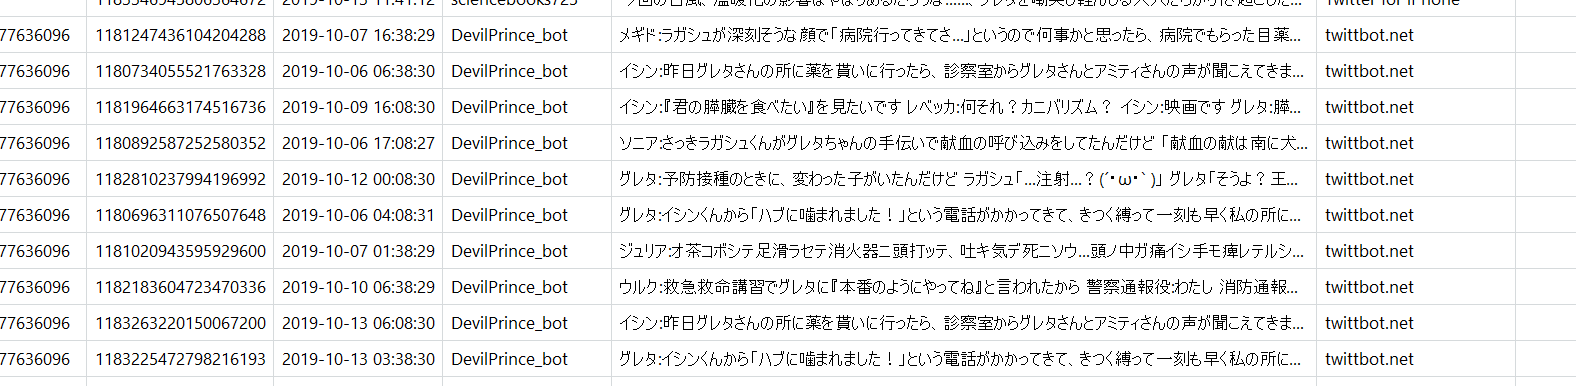 1183346943806304672 2019-10-13 11:41:12 sciencebooks725 Twitter for iPhone
77636096 1181247436104204288 2019-10-07 16:38:29 DevilPrince_bot メギド:ラガシュが深刻そうな顔で「病院行ってきてさ...」というので何事かと思ったら、病院でもらった目薬... twittbot.net
77636096 1180734055521763328 2019-10-06 06:38:30 DevilPrince_bot イシン:昨日グレタさんの所に薬を貰いに行ったら、診察室からグレタさんとアミティさんの声が聞こえてきま... twittbot.net
77636096 1181964663174516736 2019-10-09 16:08:30 DevilPrince_bot イシン:『君の膵臓を食べたい』を見たいです レベッカ:何それ？カニバリズム？ イシン:映画です グレタ:膵... twittbot.net
77636096 1180892587252580352 2019-10-06 17:08:27 DevilPrince_bot ソニア:さっきラガシュくんがグレタちゃんの手伝いで献血の呼び込みをしてたんだけど「献血の献は南に犬... twittbot.net
77636096 1182810237994196992 2019-10-12 00:08:30 DevilPrince_bot グレタ:予防接種のときに、変わった子がいたんだけど ラガシュ「...注射...？(´・ω・`)」 グレタ「そうよ？ 王... twittbot.net
77636096 1180696311076507648 2019-10-06 04:08:31 DevilPrince_bot グレタ:イシンくんから「ハブに噛まれました！」という電話がかかってきて、きつく縛って一刻も早く私の所に... twittbot.net
77636096 1181020943595929600 2019-10-07 01:38:29 DevilPrince_bot ジュリア:オ茶コボシテ足滑ラセテ消火器ニ頭打ッテ、吐キ気デ死ニソウ...頭ノ中ガ痛イシ手モ痺レテルシ... twittbot.net
77636096 1182183604723470336 2019-10-10 06:38:29 DevilPrince_bot ウルク:救急救命講習でグレタに『本番のようにやってね』と言われたから 警察通報役:わたし 消防通報... twittbot.net
77636096 1183263220150067200 2019-10-13 06:08:30 DevilPrince_bot イシン:昨日グレタさんの所に薬を貰いに行ったら、診察室からグレタさんとアミティさんの声が聞こえてきま... twittbot.net
77636096 1183225472798216193 2019-10-13 03:38:30 DevilPrince_bot グレタ:イシンくんから「ハブに噛まれました！」という電話がかかってきて、きつく縛って一刻も早く私の所に... twittbot.net